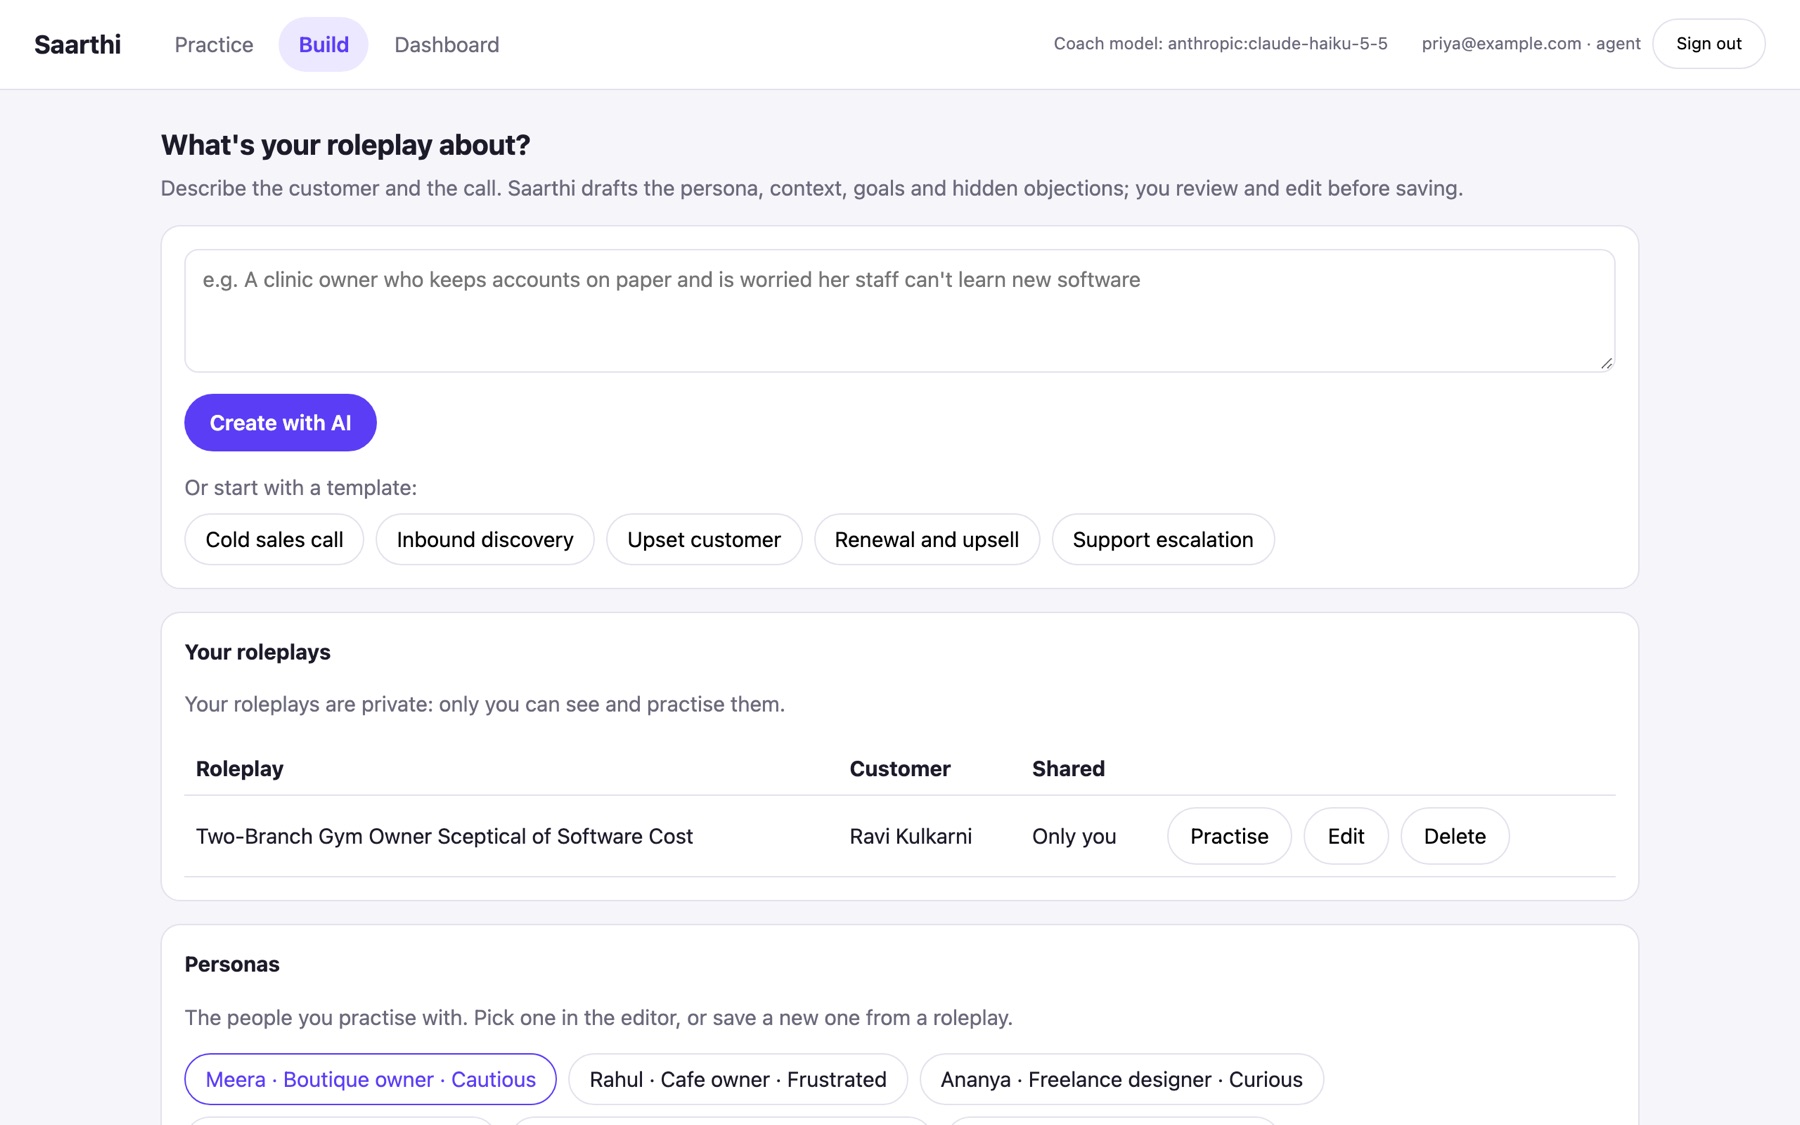 Saarthi Practice Build Dashboard Coach model: anthropic:claude-haiku-5-5 priya@example.com · agent Sign out
What's your roleplay about?
Describe the customer and the call. Saarthi drafts the persona, context, goals and hidden objections; you review and edit before saving.
e.g. A clinic owner who keeps accounts on paper and is worried her staff can't learn new software
Create with AI
Or start with a template:
Cold sales call Inbound discovery Upset customer Renewal and upsell Support escalation
Your roleplays
Your roleplays are private: only you can see and practise them.
Roleplay Customer Shared
Two-Branch Gym Owner Sceptical of Software Cost Ravi Kulkarni Only you Practise Edit Delete
Personas
The people you practise with. Pick one in the editor, or save a new one from a roleplay.
Meera · Boutique owner · Cautious Rahul · Cafe owner · Frustrated Ananya · Freelance designer · Curious